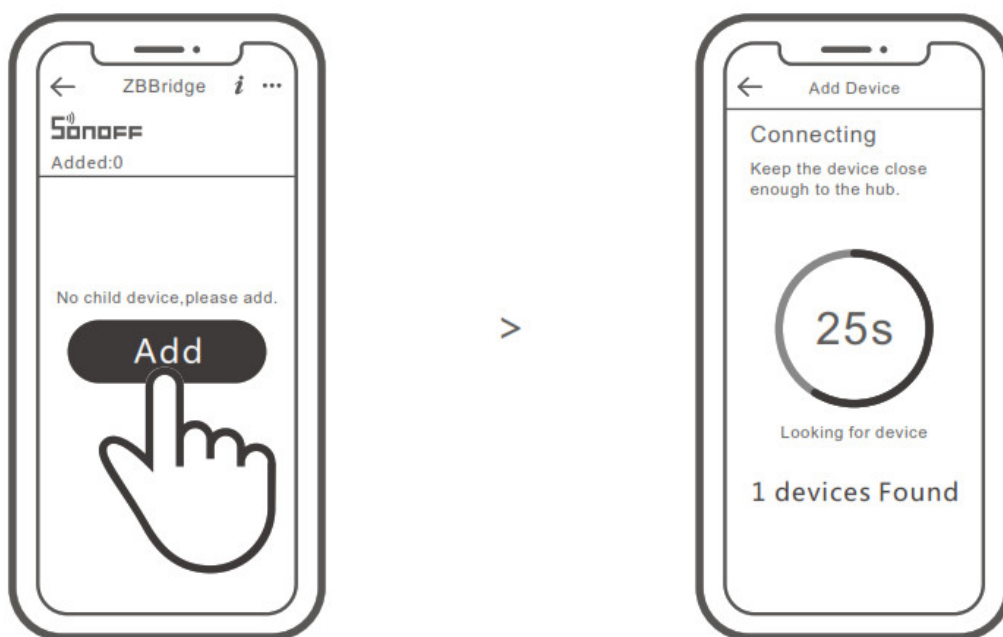 ZBBridge i ...
SONOFF
Added:0
No child device,please add.
Add
>
Add Device
Connecting
Keep the device close
enough to the hub.
25s
Looking for device
1 devices Found